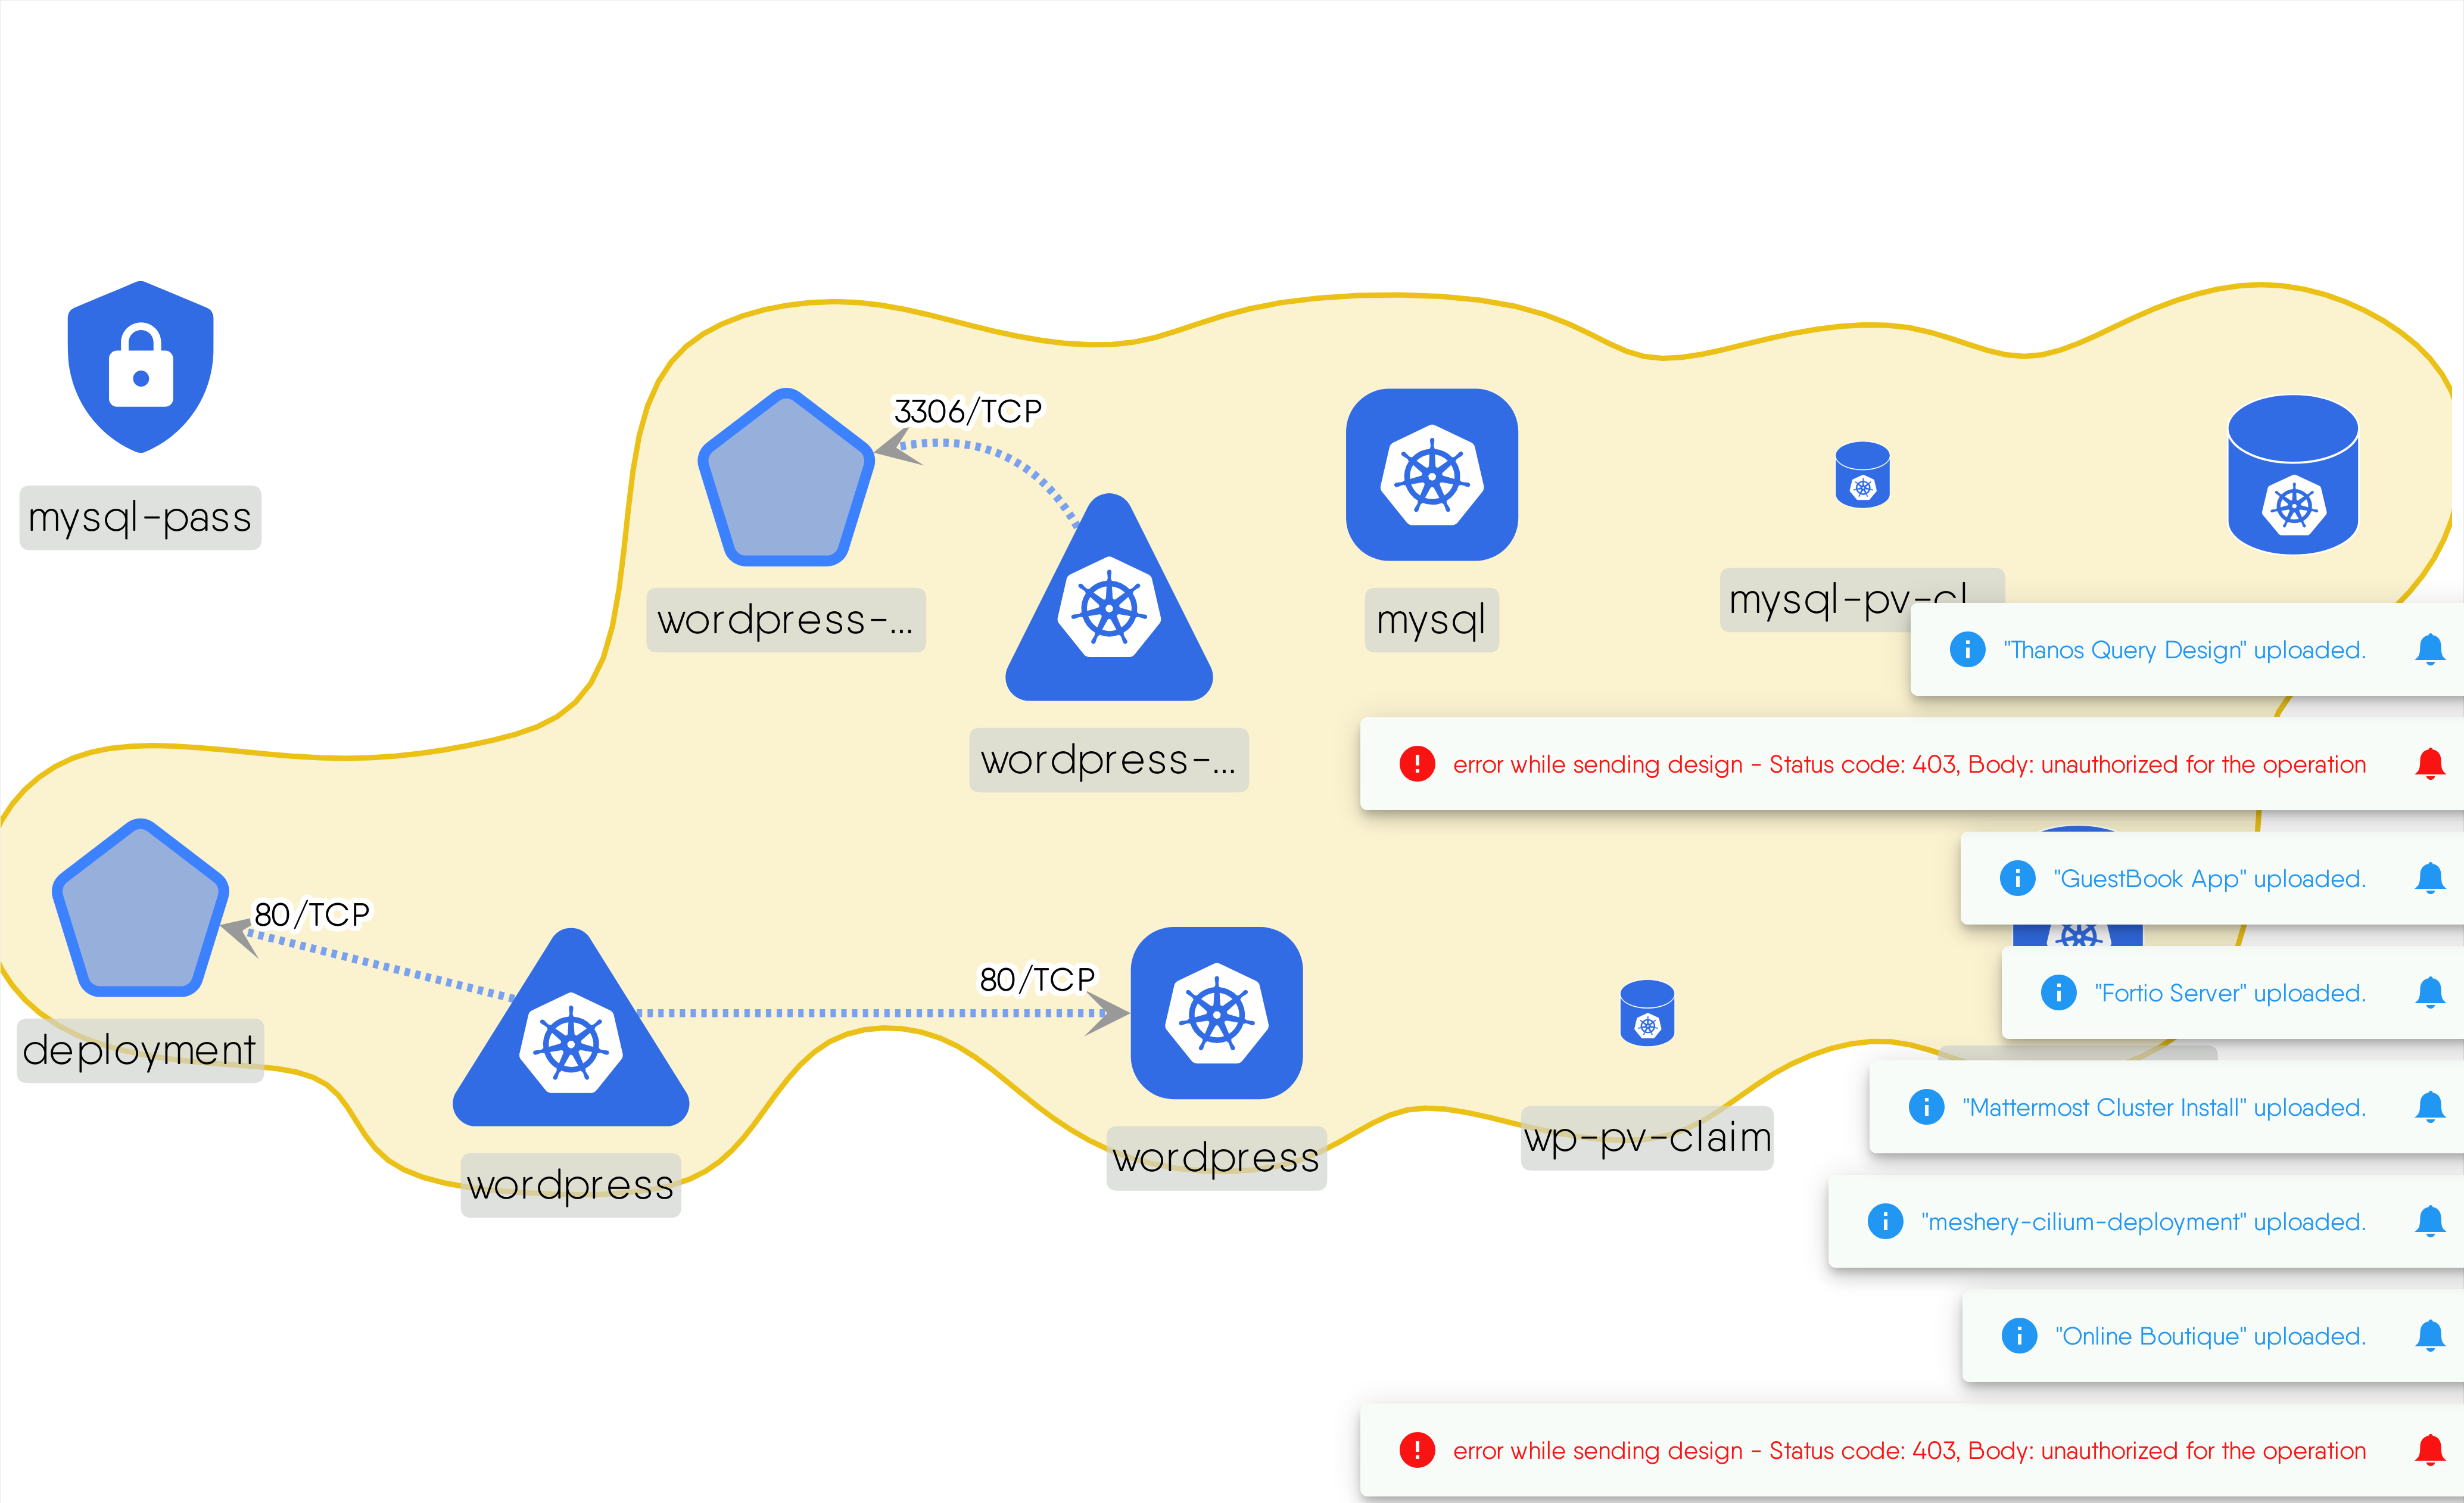 3306/TCP
mysql-pass
wordpress-...
mysql
mysql-pv-cl
"Thanos Query Design" uploaded.
wordpress-...
error while sending design - Status code: 403, Body: unauthorized for the operation
"GuestBook App" uploaded.
80/TCP
80/TCP
"Fortio Server" uploaded.
deployment
"Mattermost Cluster Install" uploaded.
wp-pv-claim
wordpress
wordpress
"meshery-cilium-deployment" uploaded.
"Online Boutique" uploaded.
error while sending design - Status code: 403, Body: unauthorized for the operation